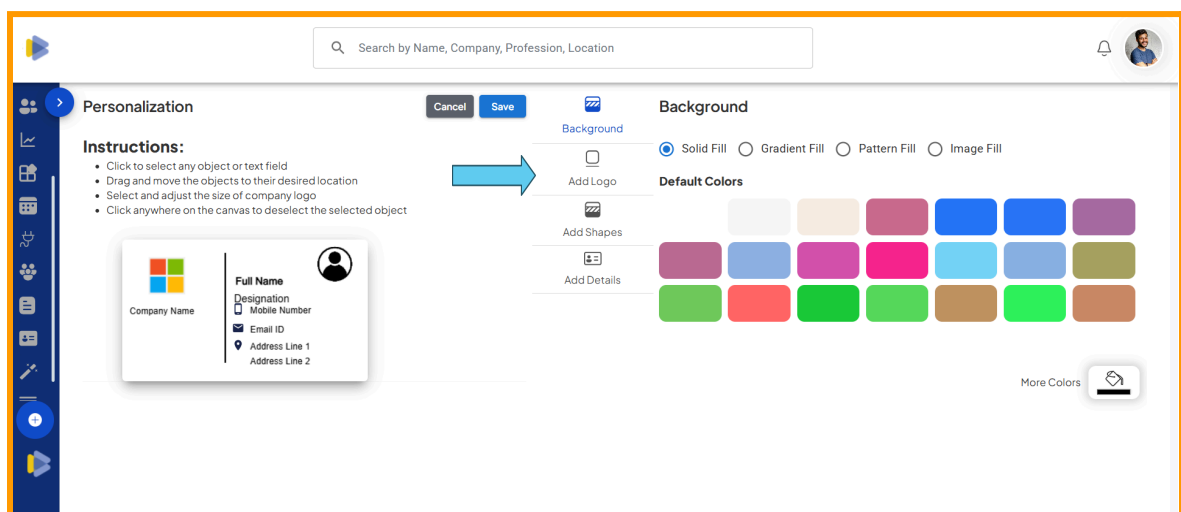 Search by Name, Company, Profession, Location
Personalization
Cancel
Save
Instructions:
Click to select any object or text field
Drag and move the objects to their desired location
Select and adjust the size of company logo
Click anywhere on the canvas to deselect the selected object
Company Name
Full Name
Designation
Mobile Number
Email ID
Address Line 1
Address Line 2
Background
Add Logo
Add Shapes
Add Details
Background
Solid Fill
Gradient Fill
Pattern Fill
Image Fill
Default Colors
More Colors